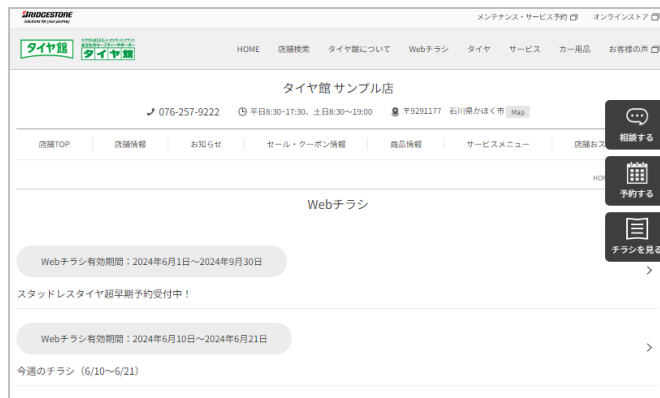 BRIDGESTONE
Solutions for your journey
メンテナンス・サービス予約
オンラインストア
タイヤ館
タイヤ館
HOME 店舗検索 タイヤ館について Webチラシ タイヤ サービス カー用品 お客様の声
タイヤ館 サンプル店
076-257-9222 平日8:30~17:30、土日8:30～19:00 〒9291177 石川県かほく市 Map
相談する
店舗TOP 店舗情報 お知らせ セール・クーポン情報 商品情報 サービスメニュー 店舗おス
HO
予約する
Webチラシ
チラシを見る
Webチラシ有効期間：2024年6月1日～2024年9月30日
スタッドレスタイヤ超早期予約受付中！
Webチラシ有効期間：2024年6月10日～2024年6月21日
今週のチラシ（6/10～6/21）